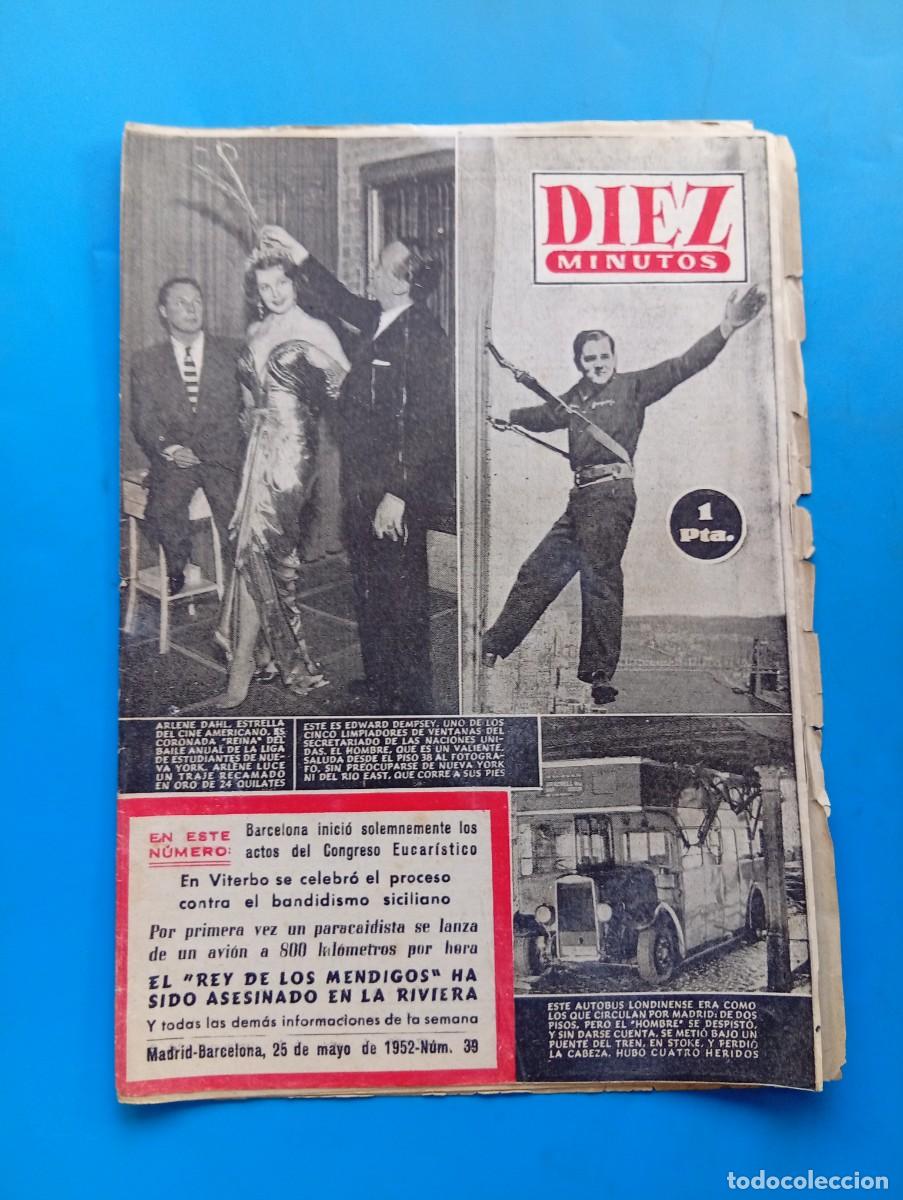 DIEZ
MINUTOS
1
Pta.
ARLENE DAHL, ESTRELLA
DEL CINE AMERICANO, ES
CORONADA "REINA" DEL
BAILE ANUAL DE LA LIGA
DE ESTUDIANTES DE NUE-
VA YORK. ARLENE LUCE
UN TRAJE RECAMADO
EN ORO DE 24 QUILATES
ESTE ES EDWARD DEMPSEY, UNO DE LOS
CINCO LIMPIADORES DE VENTANAS DEL
SECRETARIADO DE LAS NACIONES UNI-
DAS. EL HOMBRE, QUE ES UN VALIENTE,
SALUDA DESDE EL PISO 38 AL FOTOGRA-
FO, SIN PREOCUPARSE DE NUEVA YORK
NI DEL RIO EAST, QUE CORRE A SUS PIES
EN ESTE
NÚMERO:
Barcelona inició solemnemente los
actos del Congreso Eucarístico
En Viterbo se celebró el proceso
contra el bandidismo siciliano
Por primera vez un paracaidista se lanza
de un avión a 800 kilómetros por hora
EL "REY DE LOS MENDIGOS" HA
SIDO ASESINADO EN LA RIVIERA
Y todas las demás informaciones de la semana
Madrid-Barcelona, 25 de mayo de 1952-Núm. 39
ESTE AUTOBUS LONDINENSE ERA COMO
LOS QUE CIRCULAN POR MADRID: DE DOS
PISOS. PERO EL "HOMBRE" SE DESPISTÓ,
Y SIN DARSE CUENTA, SE METIÓ BAJO UN
PUENTE DEL TREN, EN STOKE, Y PERDIÓ
LA CABEZA. HUBO CUATRO HERIDOS
todocoleccion